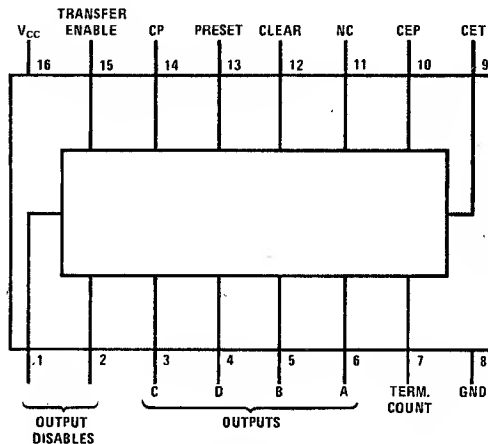 TRANSFER
VCC ENABLE CP PRESET CLEAR NC CEP CET
16 15 14 13 12 11 10 9
1 2 3 4 5 6 7 8
C D B A TERM. GND
COUNT
OUTPUT OUTPUTS
DISABLES